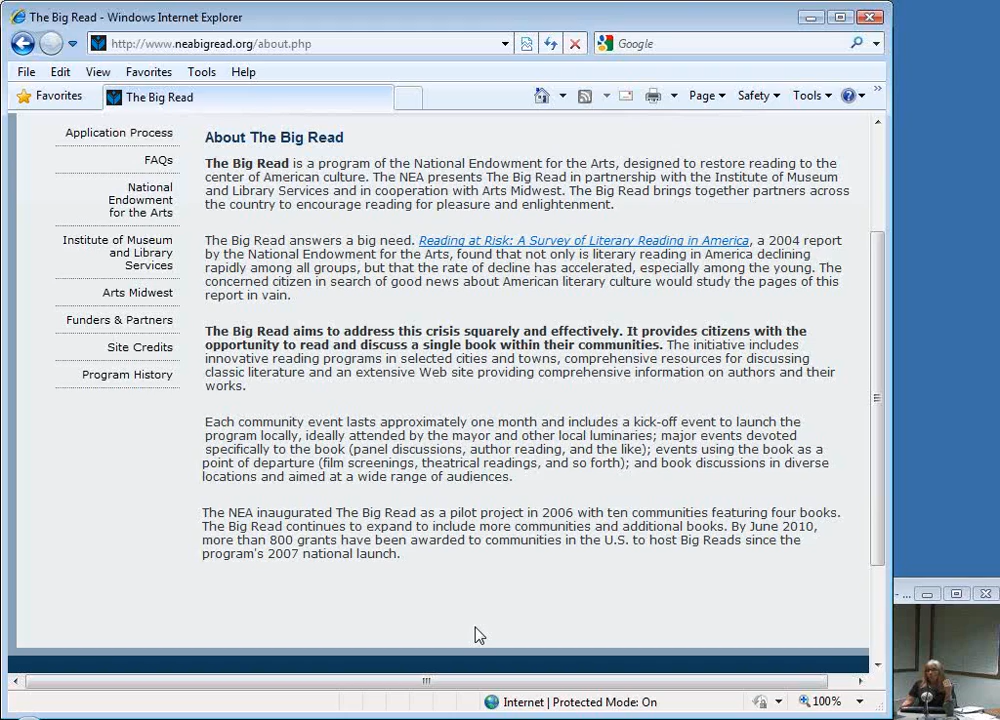 The Big Read - Windows Internet Explorer
http://www.neabigread.org/about.php
Google
File Edit View Favorites Tools Help
Favorites The Big Read Page Safety Tools »
Application Process
FAQs
National
Endowment
for the Arts
Institute of Museum
and Library
Services
Arts Midwest
Funders & Partners
Site Credits
Program History
About The Big Read
The Big Read is a program of the National Endowment for the Arts, designed to restore reading to the
center of American culture. The NEA presents The Big Read in partnership with the Institute of Museum
and Library Services and in cooperation with Arts Midwest. The Big Read brings together partners across
the country to encourage reading for pleasure and enlightenment.
The Big Read answers a big need. Reading at Risk: A Survey of Literary Reading in America, a 2004 report
by the National Endowment for the Arts, found that not only is literary reading in America declining
rapidly among all groups, but that the rate of decline has accelerated, especially among the young. The
concerned citizen in search of good news about American literary culture would study the pages of this
report in vain.
The Big Read aims to address this crisis squarely and effectively. It provides citizens with the
opportunity to read and discuss a single book within their communities. The initiative includes
innovative reading programs in selected cities and towns, comprehensive resources for discussing
classic literature and an extensive Web site providing comprehensive information on authors and their
works.
Each community event lasts approximately one month and includes a kick-off event to launch the
program locally, ideally attended by the mayor and other local luminaries; major events devoted
specifically to the book (panel discussions, author reading, and the like); events using the book as a
point of departure (film screenings, theatrical readings, and so forth); and book discussions in diverse
locations and aimed at a wide range of audiences.
The NEA inaugurated The Big Read as a pilot project in 2006 with ten communities featuring four books.
The Big Read continues to expand to include more communities and additional books. By June 2010,
more than 800 grants have been awarded to communities in the U.S. to host Big Reads since the
program's 2007 national launch.
- ...
Internet | Protected Mode: On
100%